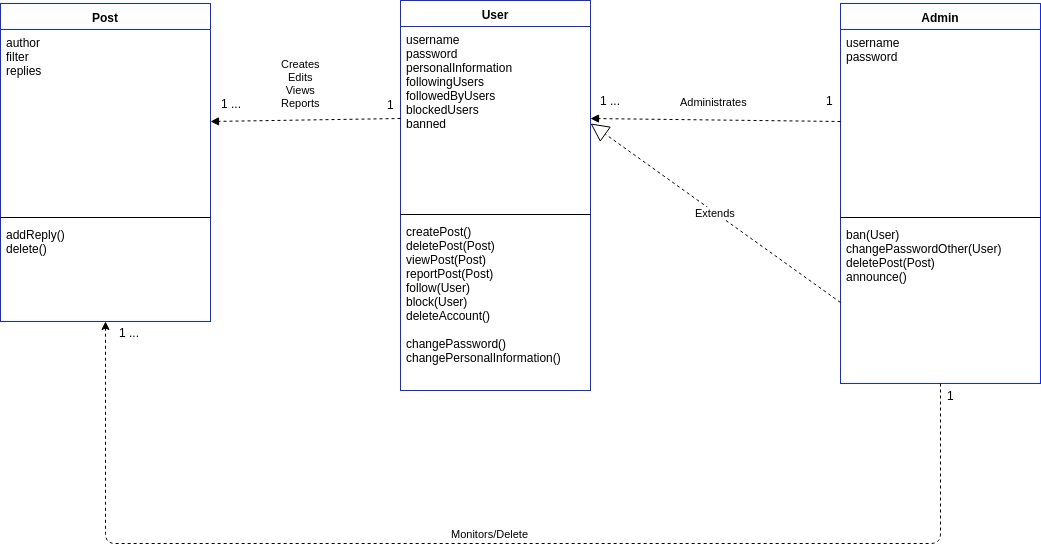 Post
author
filter
replies
addReply()
delete()
1 ...
Creates
Edits
Views
Reports
1 ...
1
User
username
password
personalInformation
followingUsers
followedByUsers
blockedUsers
banned
createPost()
deletePost(Post)
viewPost(Post)
reportPost(Post)
follow(User)
block(User)
deleteAccount()
changePassword()
changePersonalInformation()
1 ...
Administrates
1
Extends
Admin
username
password
ban(User)
changePasswordOther(User)
deletePost(Post)
announce()
1
Monitors/Delete